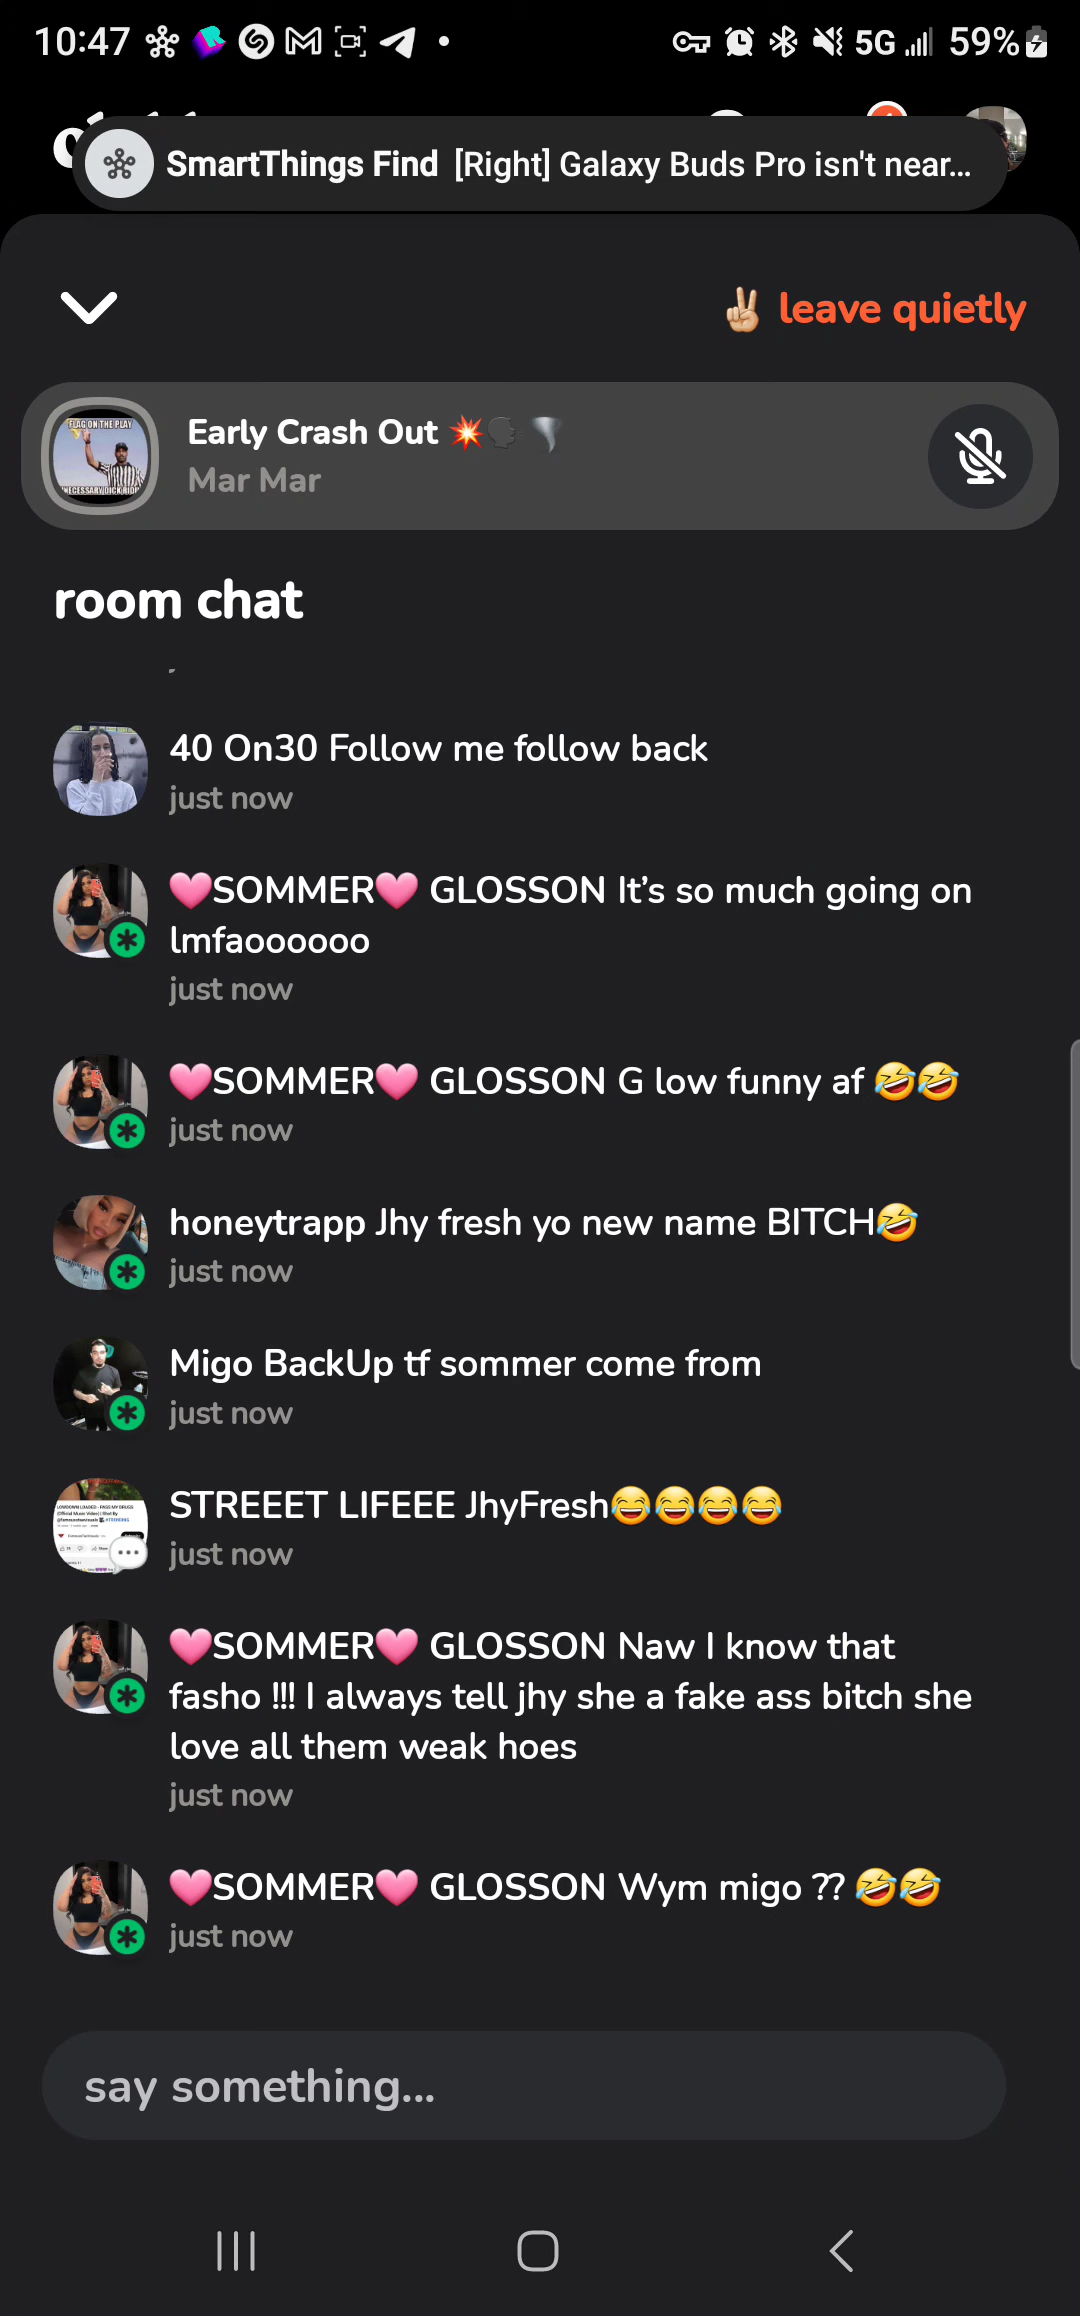 10:47 5G 59%
SmartThings Find [Right] Galaxy Buds Pro isn't near...
✌🏼 leave quietly
FLAG ON THE PLAY
Early Crash Out 💥🗣️🌪️
Mar Mar
room chat
40 On30 Follow me follow back
just now
🩷SOMMER🩷 GLOSSON It’s so much going on
lmfaoooooo
just now
🩷SOMMER🩷 GLOSSON G low funny af 🤣🤣
just now
honeytrapp Jhy fresh yo new name BITCH🤣
just now
Migo BackUp tf sommer come from
just now
STREEET LIFEEE JhyFresh😂😂😂😂
just now
🩷SOMMER🩷 GLOSSON Naw I know that
fasho !!! I always tell jhy she a fake ass bitch she
love all them weak hoes
just now
🩷SOMMER🩷 GLOSSON Wym migo ?? 🤣🤣
just now
say something...